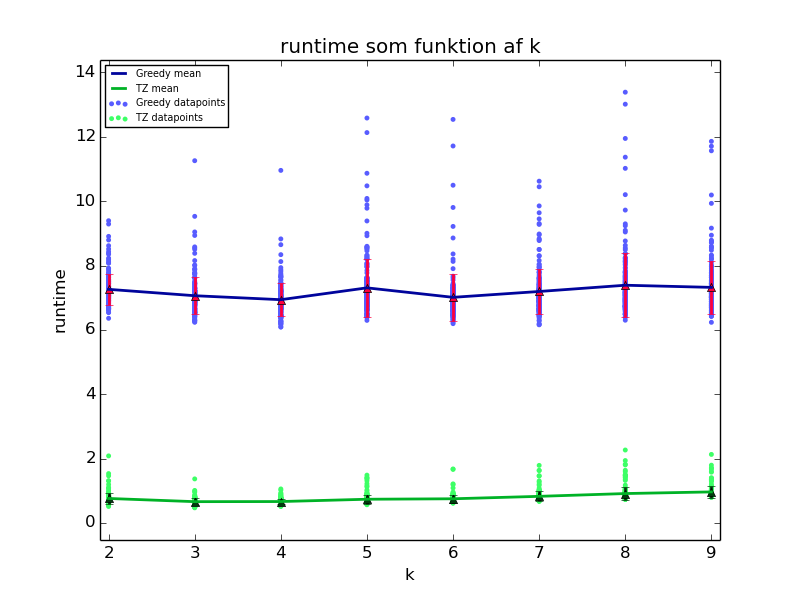 runtime som funktion af k
Greedy mean
TZ mean
Greedy datapoints
TZ datapoints
14
12
10
8
6
4
2
0
runtime
2 3 4 5 6 7 8 9
k